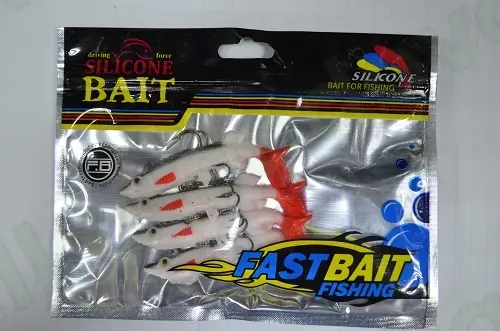 driving force
SILICONE
BAIT
SILICONE
BAIT FOR FISHING
F.B
FASTBAIT
FISHING